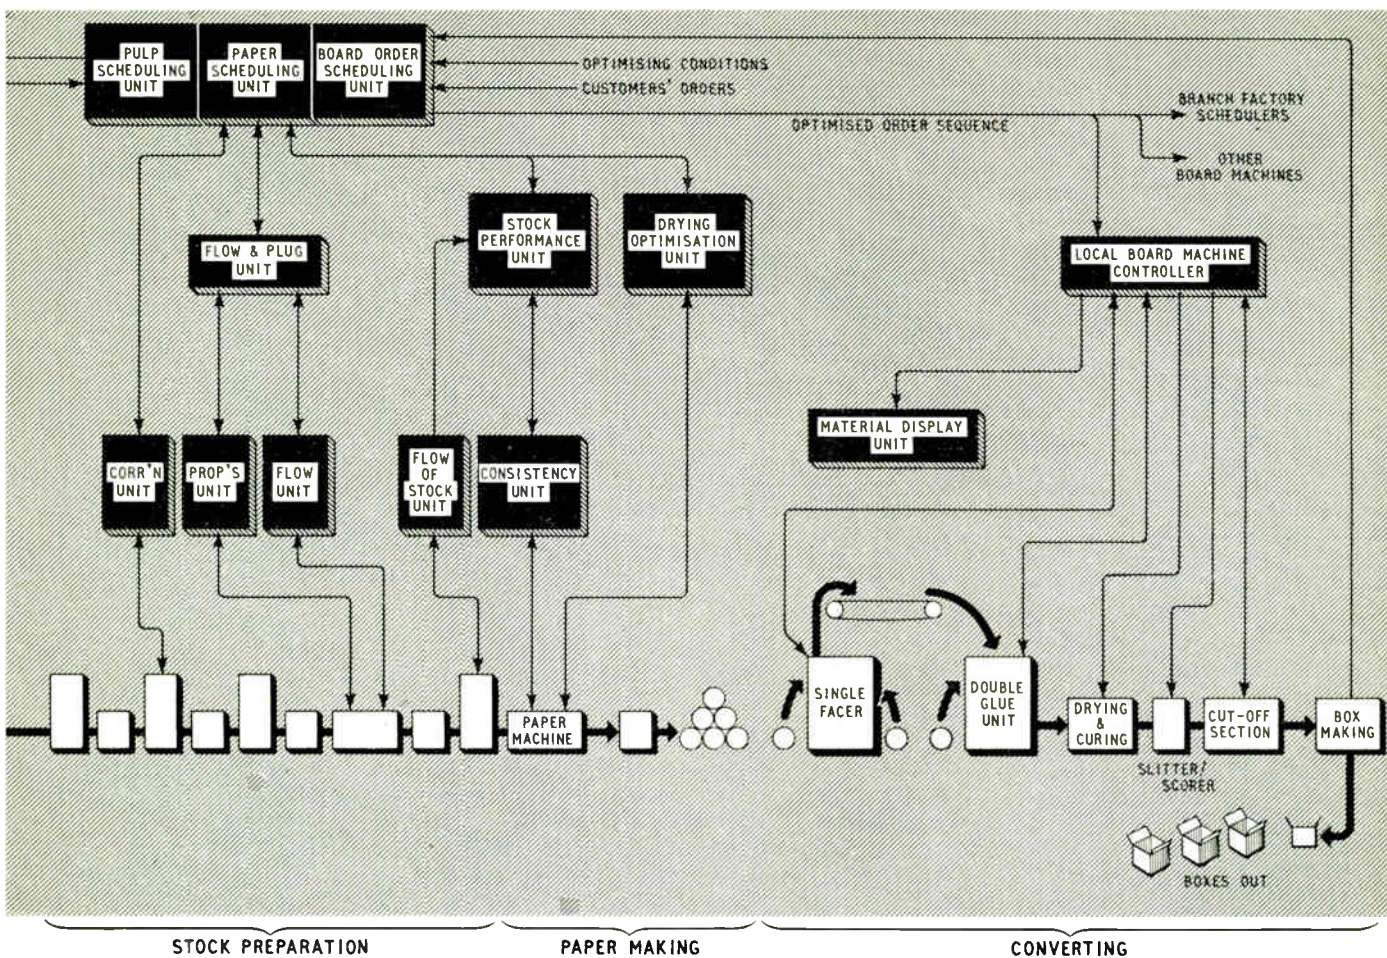 PULP
SCHEDULING
UNIT
PAPER
SCHEDULING
UNIT
BOARD ORDER
SCHEDULING
UNIT
OPTIMISING CONDITIONS
CUSTOMERS' ORDERS
OPTIMISED ORDER SEQUENCE
BRANCH FACTORY
SCHEDULERS
OTHER
BOARD MACHINES
FLOW & PLUG
UNIT
STOCK
PERFORMANCE
UNIT
DRYING
OPTIMISATION
UNIT
LOCAL BOARD MACHINE
CONTROLLER
MATERIAL DISPLAY
UNIT
CORR'N
UNIT
PROP'S
UNIT
FLOW
UNIT
FLOW
OF
STOCK
UNIT
CONSISTENCY
UNIT
PAPER
MACHINE
SINGLE
FACER
DOUBLE
GLUE
UNIT
DRYING
&
CURING
SLITTER/
SCORER
CUT-OFF
SECTION
BOX
MAKING
BOXES OUT
STOCK PREPARATION
PAPER MAKING
CONVERTING